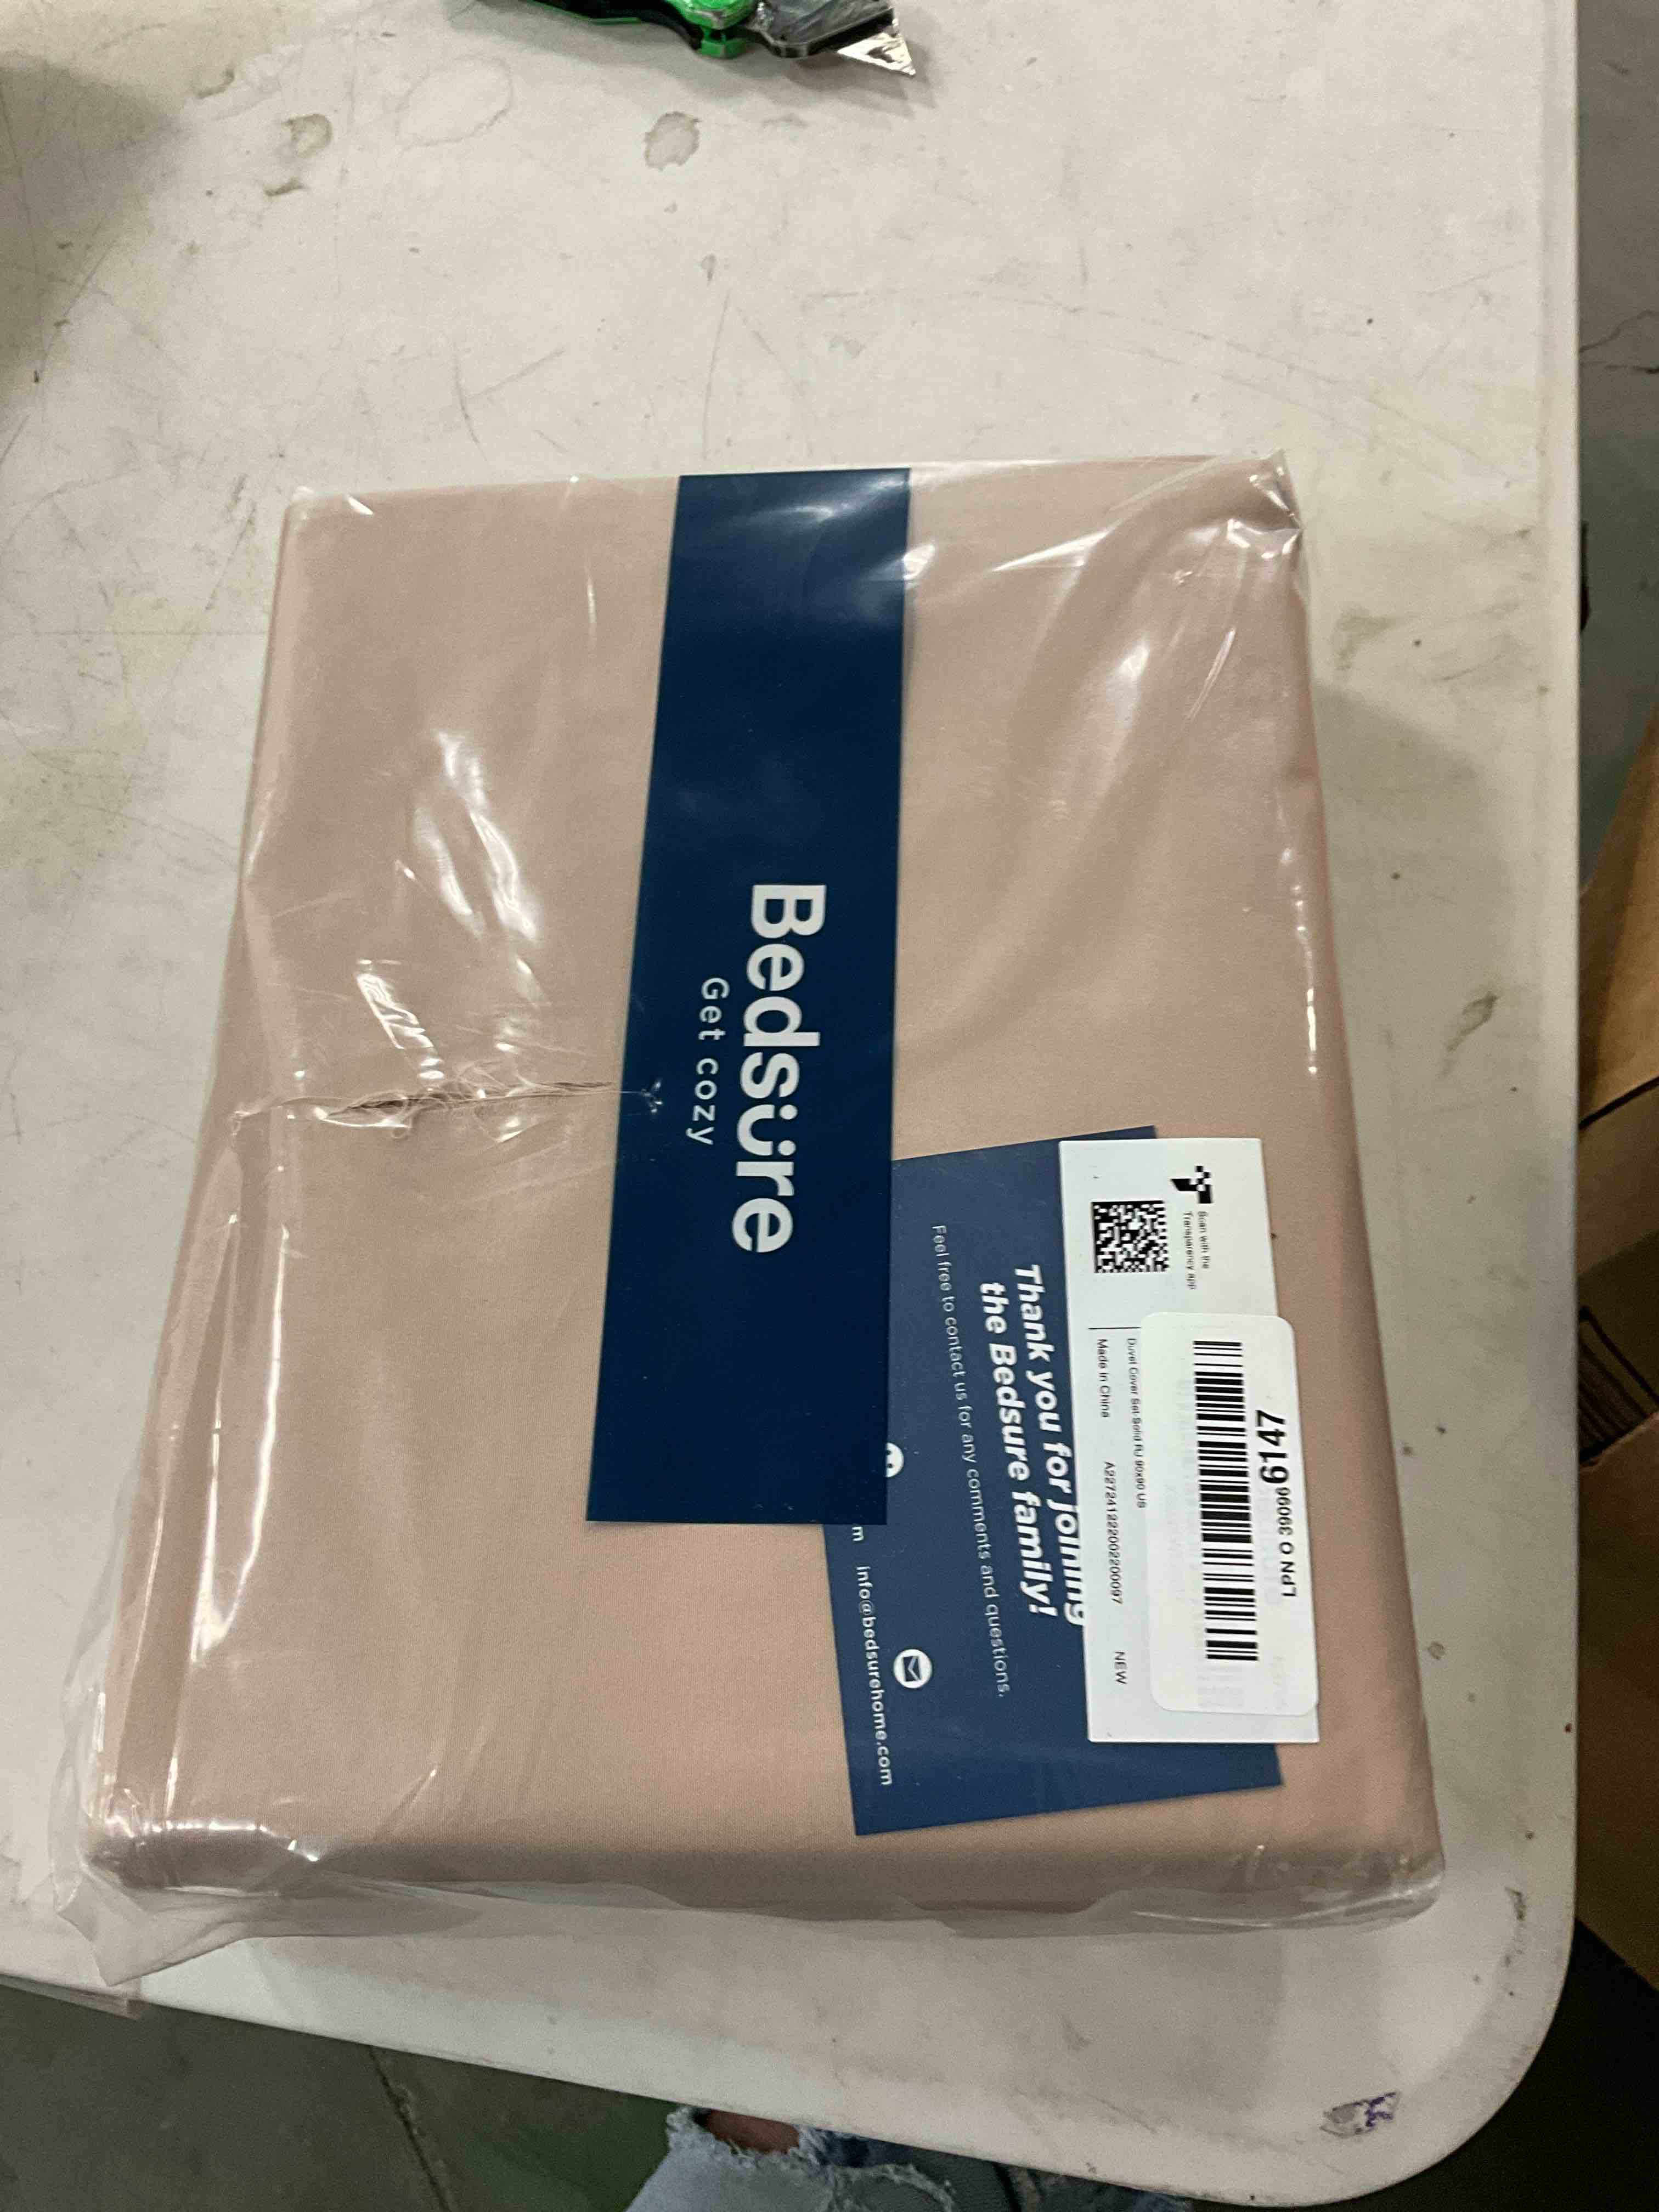 Bedsure
Get cozy
Thank you for joining
the Bedsure family!
Feel free to contact us for any comments and questions.
m info@bedsurehome.com
Scan with the
Transparency app
LPN O 39096 6147
Duvet Cover Set-Solid FU 90x90 US
Made in China
NEW